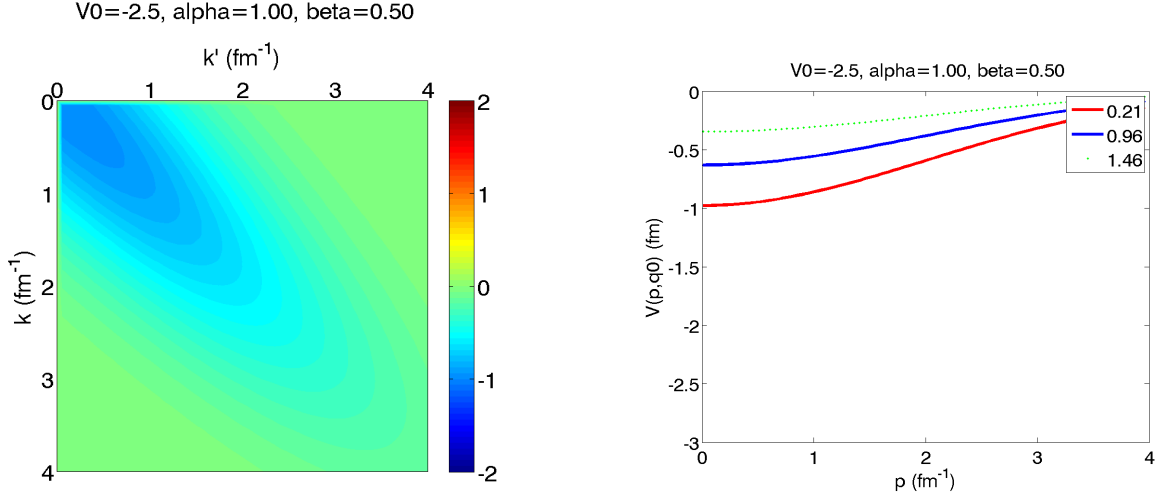 V0=-2.5, alpha=1.00, beta=0.50
k' (fm-1)
0 1 2 3 4
0
1
2
3
4
k (fm-1)
2
1
0
-1
-2
V0=-2.5, alpha=1.00, beta=0.50
0
-0.5
-1
-1.5
-2
-2.5
-3
V(p,q0) (fm)
0.21
0.96
1.46
0 1 2 3 4
p (fm-1)